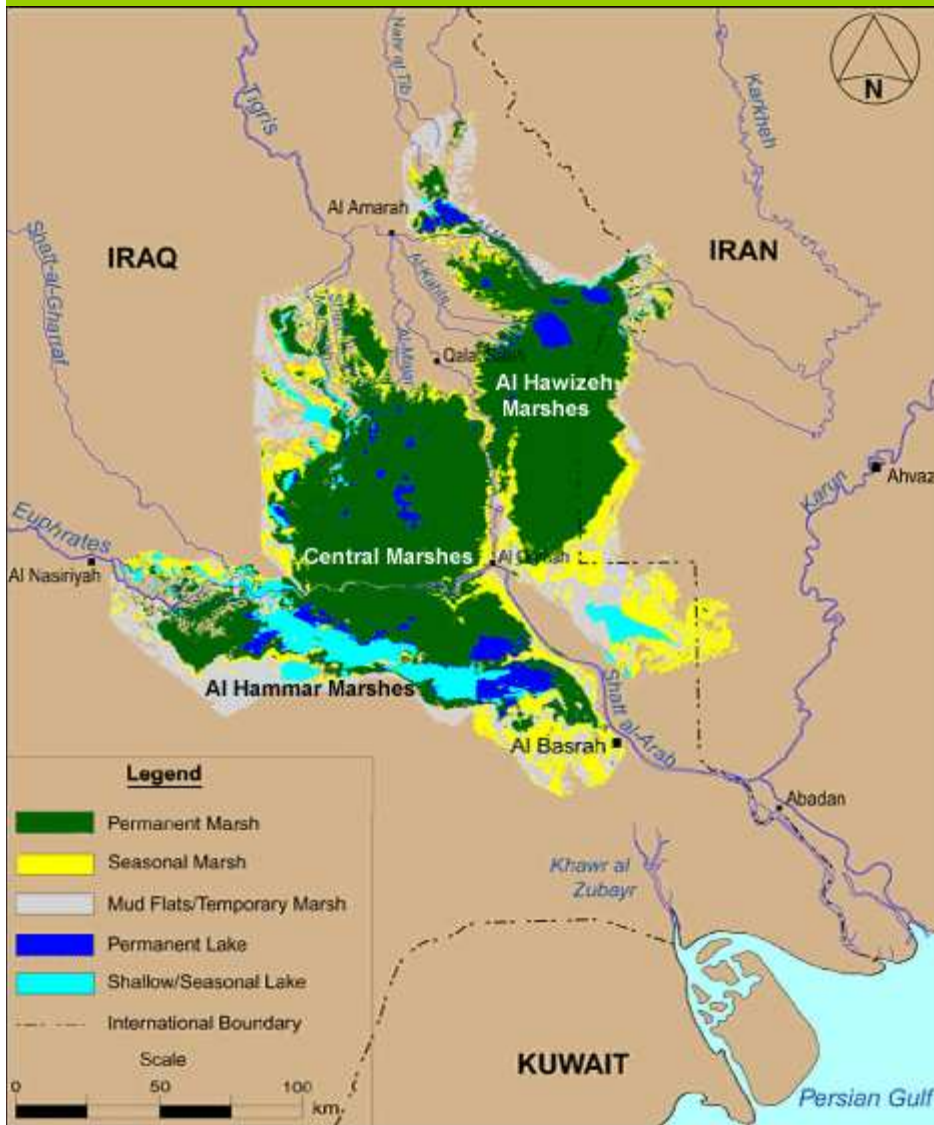 Nahr al Tib
N
Tigris
Karkheh
Al Amarah
IRAQ
IRAN
Shatt-al-Gharraf
Al-Kahla
Al Hawizeh
Marshes
Ahvaz
Karun
Euphrates
Central Marshes
Al Nasiriyah
Al Hammar Marshes
Shatt al-Arab
Al Basrah
Abadan
Khawr al
Zubayr
Legend
Permanent Marsh
Seasonal Marsh
Mud Flats/Temporary Marsh
Permanent Lake
Shallow/Seasonal Lake
International Boundary
Scale
0 50 100
km
KUWAIT
Persian Gulf